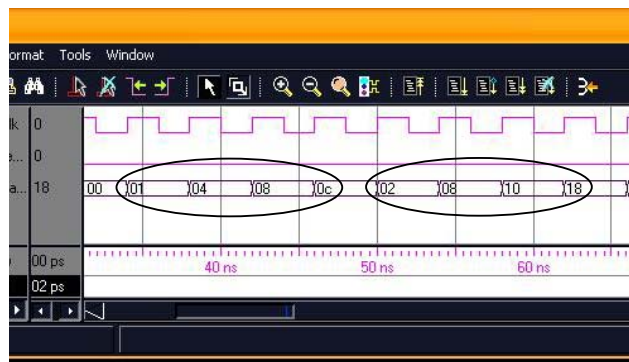 ormat Tools Window
lk 0
e... 0
a... 18 00 01 04 08 0c 02 08 10 18
00 ps 40 ns 50 ns 60 ns
02 ps